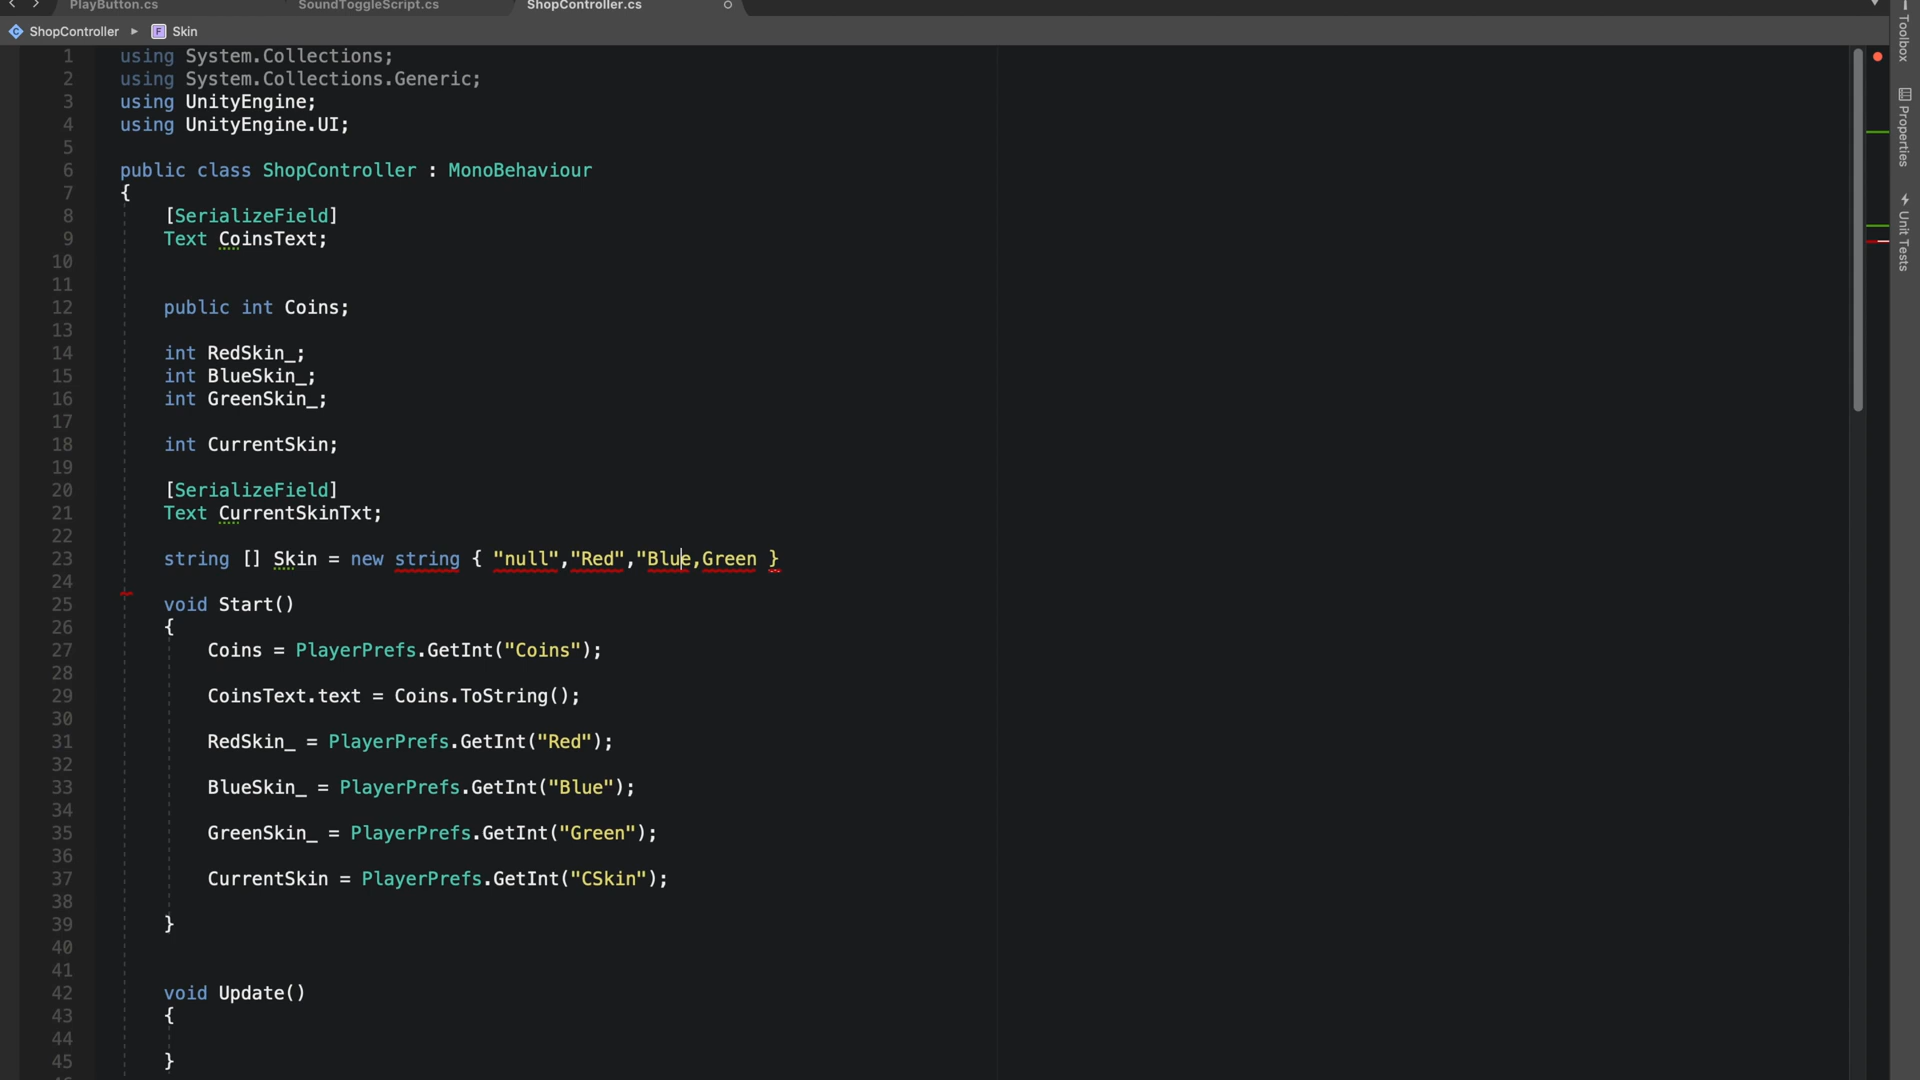 PlayButton.cs SoundToggleScript.cs ShopController.cs
ShopController ▸ F Skin
1 using System.Collections;
2 using System.Collections.Generic;
3 using UnityEngine;
4 using UnityEngine.UI;
5
6 public class ShopController : MonoBehaviour
7 {
8 [SerializeField]
9 Text CoinsText;
10
11
12 public int Coins;
13
14 int RedSkin_;
15 int BlueSkin_;
16 int GreenSkin_;
17
18 int CurrentSkin;
19
20 [SerializeField]
21 Text CurrentSkinTxt;
22
23 string [] Skin = new string { "null","Red","Blue,Green }
24
25 void Start()
26 {
27 Coins = PlayerPrefs.GetInt("Coins");
28
29 CoinsText.text = Coins.ToString();
30
31 RedSkin_ = PlayerPrefs.GetInt("Red");
32
33 BlueSkin_ = PlayerPrefs.GetInt("Blue");
34
35 GreenSkin_ = PlayerPrefs.GetInt("Green");
36
37 CurrentSkin = PlayerPrefs.GetInt("CSkin");
38
39 }
40
41
42 void Update()
43 {
44
45 }
Toolbox
Properties
Unit Tests